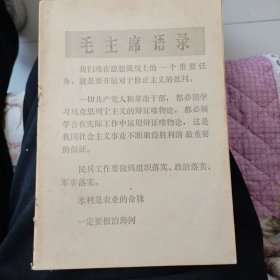 毛主席语录
我们现在思想战线上的一个重要任
务，就是要开展对于修正主义的批判。
一切共产党人和革命干部，都必须学
习马克思列宁主义的辩证唯物论，都必须
学会在实际工作中运用辩证唯物论，这是
我国社会主义事业不断取得胜利的最重要
的保证。
民兵工作要做到组织落实、政治落实、
军事落实。
水利是农业的命脉
一定要根治海河